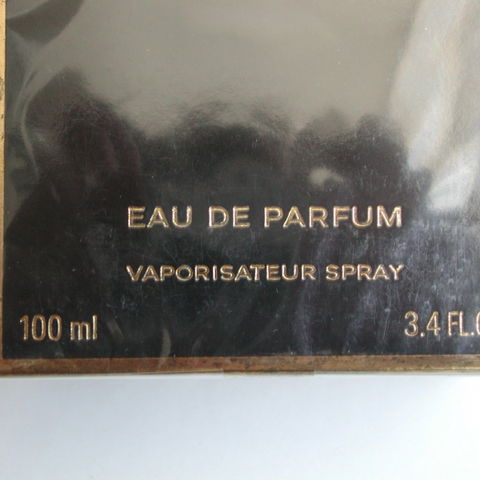 EAU DE PARFUM
VAPORISATEUR SPRAY
100 ml 3.4 FL.